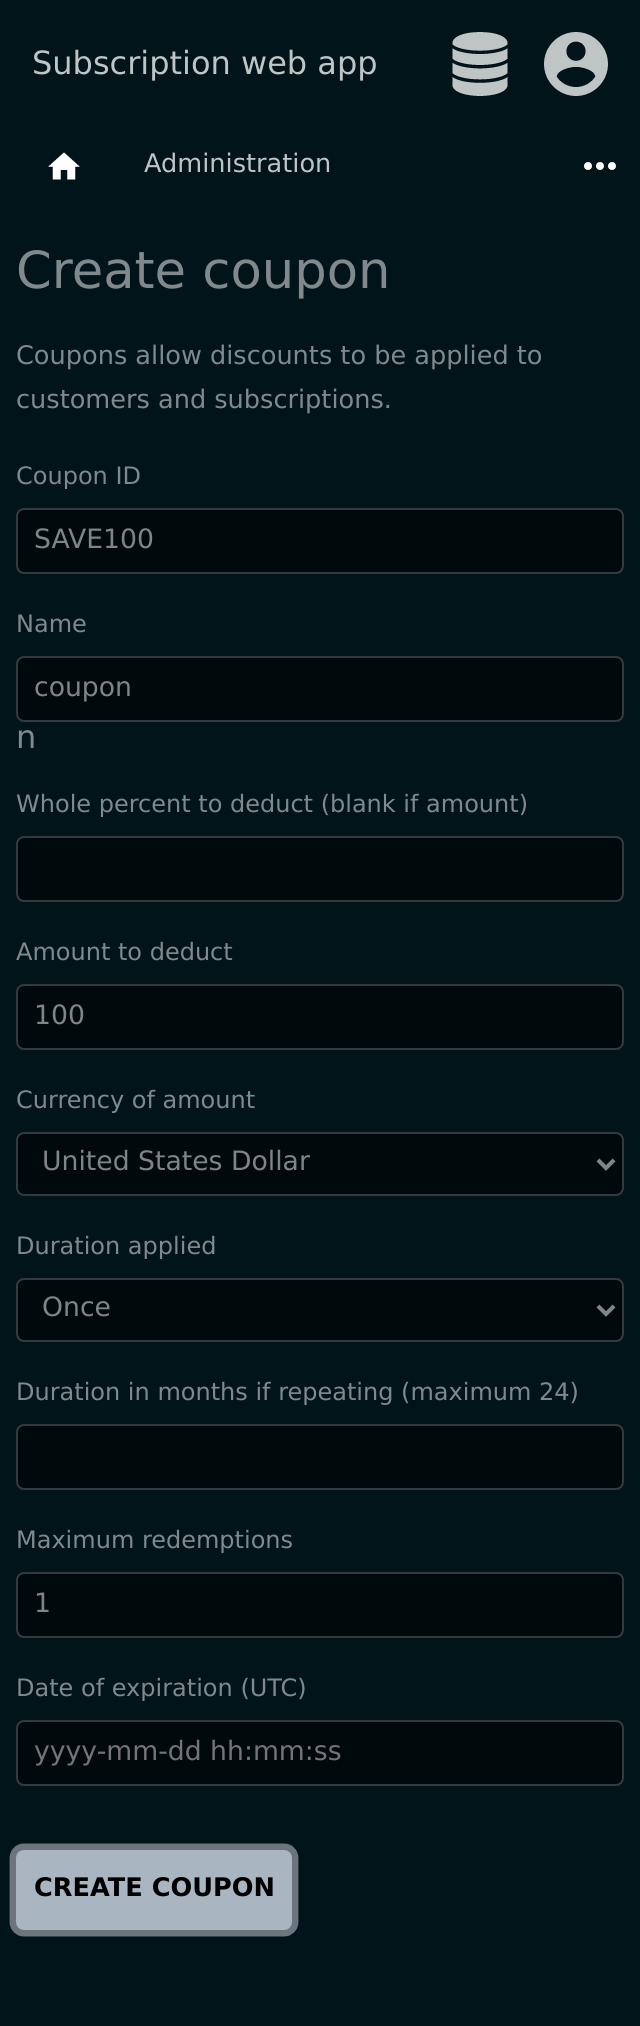 Subscription web app
Administration
Create coupon
Coupons allow discounts to be applied to
customers and subscriptions.
Coupon ID
SAVE100
Name
coupon
n
Whole percent to deduct (blank if amount)
Amount to deduct
100
Currency of amount
United States Dollar
Duration applied
Once
Duration in months if repeating (maximum 24)
Maximum redemptions
1
Date of expiration (UTC)
yyyy-mm-dd hh:mm:ss
CREATE COUPON